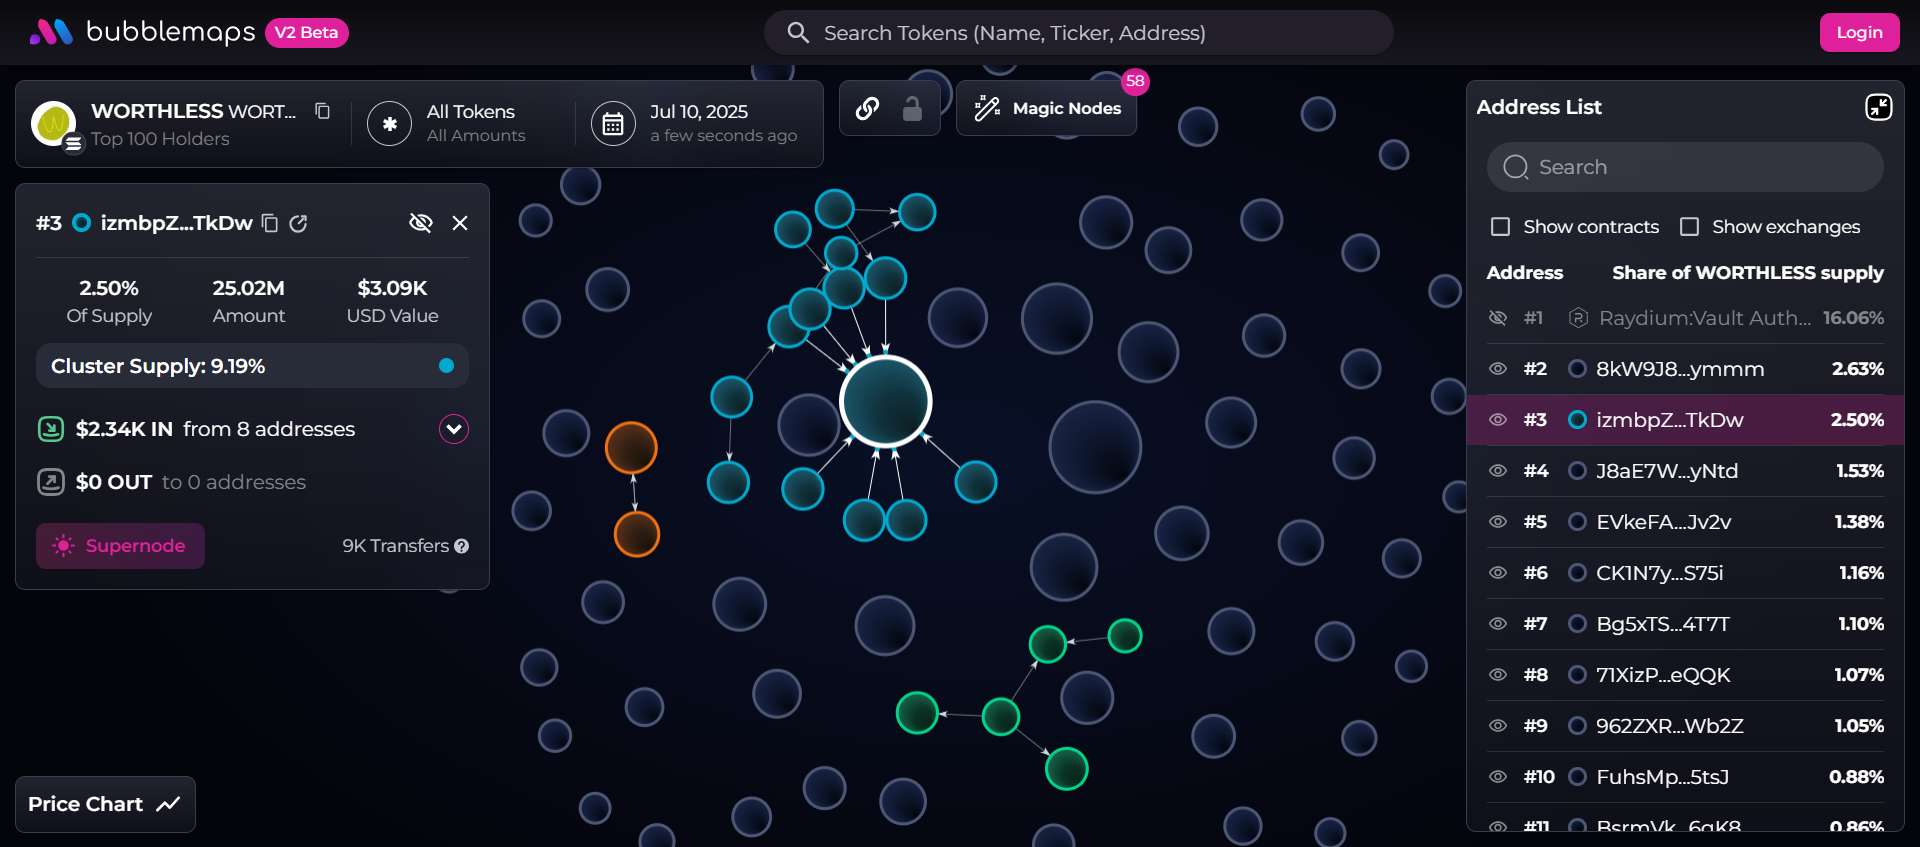 bubblemaps V2 Beta
Search Tokens (Name, Ticker, Address)
Login
WORTHLESS WORT...
Top 100 Holders
All Tokens
All Amounts
Jul 10, 2025
a few seconds ago
Magic Nodes
58
#3 izmbpZ...TkDw
2.50%
Of Supply
25.02M
Amount
$3.09K
USD Value
Cluster Supply: 9.19%
$2.34K IN from 8 addresses
$0 OUT to 0 addresses
Supernode
9K Transfers
Price Chart
Address List
Search
Show contracts
Show exchanges
Address Share of WORTHLESS supply
#1 Raydium:Vault Auth... 16.06%
#2 8kW9J8...ymmm 2.63%
#3 izmbpZ...TkDw 2.50%
#4 J8aE7W...yNtd 1.53%
#5 EVkeFA...Jv2v 1.38%
#6 CK1N7y...S75i 1.16%
#7 Bg5xTS...4T7T 1.10%
#8 71XizP...eQQK 1.07%
#9 962ZXR...Wb2Z 1.05%
#10 FuhsMp...5tsJ 0.88%
#11 BsrmVk...6qK8 0.86%